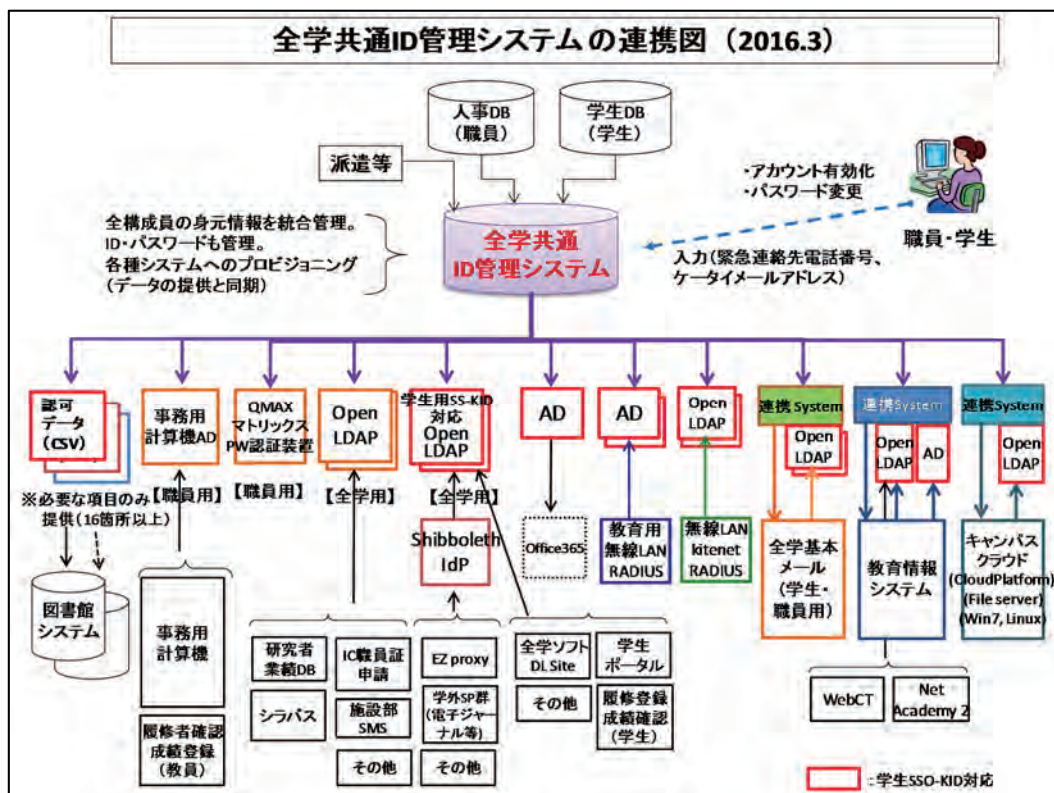 全学共通ID管理システムの連携図（2016.3）
人事DB
（職員）
学生DB
（学生）
派遣等
・アカウント有効化
・パスワード変更
職員・学生
全構成員の身元情報を統合管理。
ID・パスワードも管理。
各種システムへのプロビジョニング
（データの提供と同期）
全学共通
ID管理システム
入力（緊急連絡先電話番号、
ケータイメールアドレス）
認可
データ
（CSV）
事務用
計算機AD
QMAX
マトリックス
PW認証装置
Open
LDAP
学生用SS-KID
対応
Open
LDAP
AD
AD
Open
LDAP
連携System
Open
LDAP
連携System
Open
LDAP
AD
連携System
Open
LDAP
※必要な項目のみ
提供（16箇所以上）
【職員用】
【職員用】
【全学用】
【全学用】
図書館
システム
事務用
計算機
履修者確認
成績登録
（教員）
Shibboleth
IdP
Office365
教育用
無線LAN
RADIUS
無線LAN
kitenet
RADIUS
全学基本
メール
（学生・
職員用）
教育情報
システム
キャンパス
クラウド
(CloudPlatform)
(File server)
(Win7, Linux)
研究者
業績DB
IC職員証
申請
シラバス
施設部
SMS
その他
EZ proxy
学外SP群
（電子ジャー
ナル等）
その他
全学ソフト
DL Site
学生
ポータル
その他
履修登録
成績確認
（学生）
WebCT
Net
Academy 2
:学生SSO-KID対応